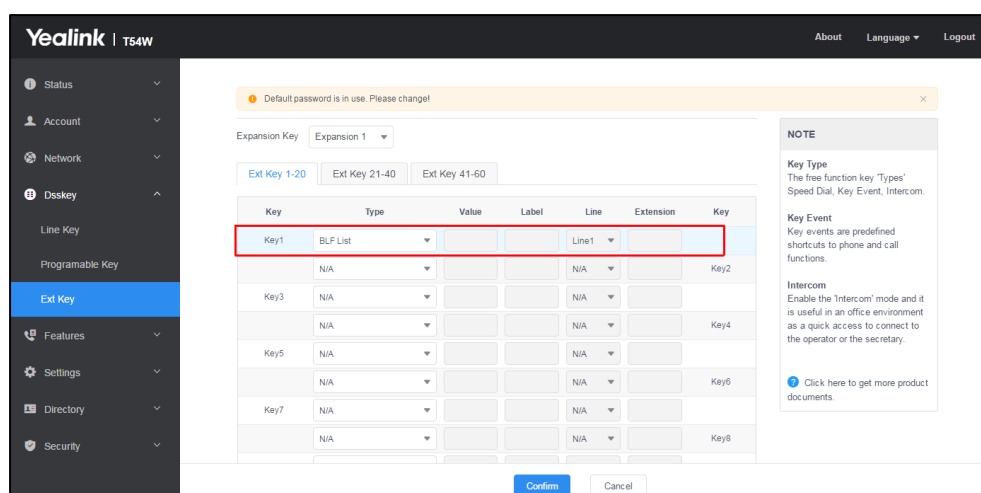 Yealink | T54W
About Language Logout
Status
Account
Network
Dsskey
Line Key
Programable Key
Ext Key
Features
Settings
Directory
Security
Default password is in use. Please change!
Expansion Key Expansion 1
Ext Key 1-20 Ext Key 21-40 Ext Key 41-60
Key Type Value Label Line Extension Key
Key1 BLF List Line1
N/A N/A Key2
Key3 N/A N/A
N/A N/A Key4
Key5 N/A N/A
N/A N/A Key6
Key7 N/A N/A
N/A N/A Key8
Confirm Cancel
NOTE
Key Type
The free function key 'Types'
Speed Dial, Key Event, Intercom.
Key Event
Key events are predefined
shortcuts to phone and call
functions.
Intercom
Enable the 'Intercom' mode and it
is useful in an office environment
as a quick access to connect to
the operator or the secretary.
Click here to get more product
documents.